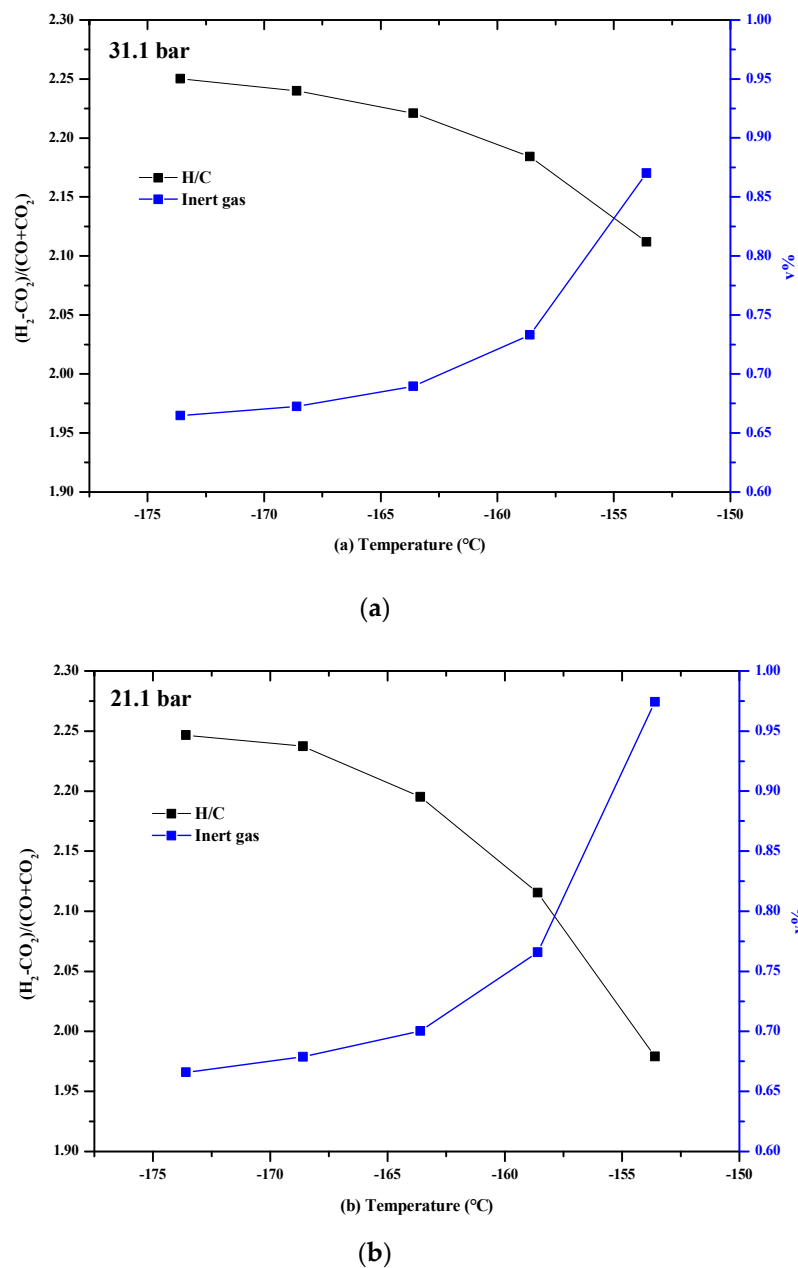 31.1 bar
2.30
2.25
2.20
2.15
2.10
2.05
2.00
1.95
1.90
(H2-CO2)/(CO+CO2)
H/C
Inert gas
1.00
0.95
0.90
0.85
0.80
0.75
0.70
0.65
0.60
v%
-175 -170 -165 -160 -155 -150
(a) Temperature (°C)
(a)
21.1 bar
2.30
2.25
2.20
2.15
2.10
2.05
2.00
1.95
1.90
(H2-CO2)/(CO+CO2)
H/C
Inert gas
1.00
0.95
0.90
0.85
0.80
0.75
0.70
0.65
0.60
v%
-175 -170 -165 -160 -155 -150
(b) Temperature (°C)
(b)